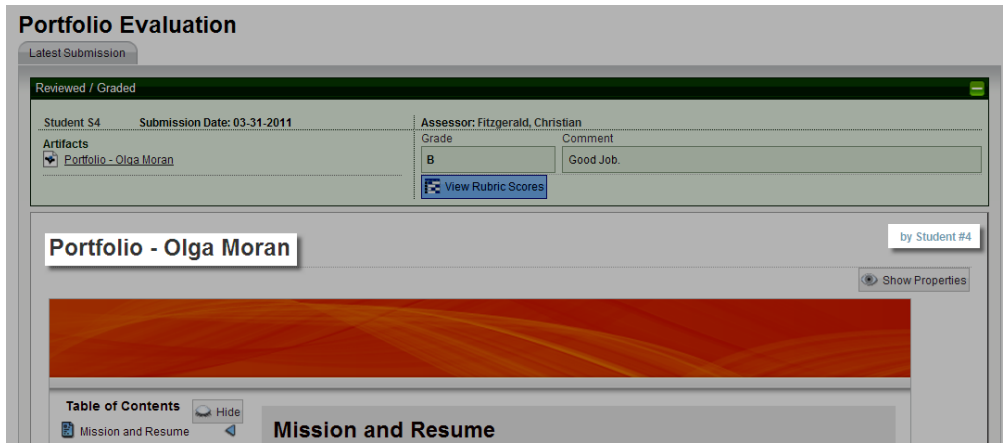 Portfolio Evaluation
Latest Submission
Reviewed / Graded
Student S4 Submission Date: 03-31-2011
Artifacts
Portfolio - Olga Moran
Assessor: Fitzgerald, Christian
Grade Comment
B Good Job.
View Rubric Scores
Portfolio - Olga Moran
by Student #4
Show Properties
Table of Contents Hide
Mission and Resume
Mission and Resume